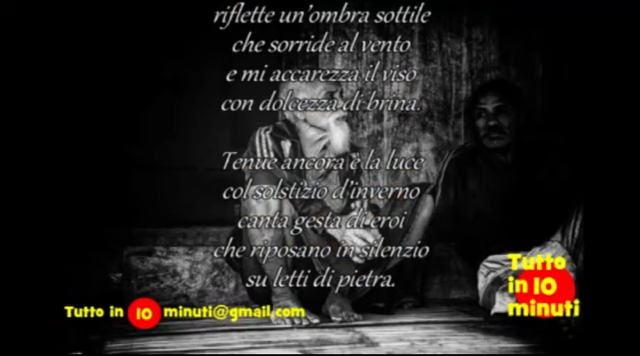 riflette un'ombra sottile
che sorride al vento
e mi accarezza il viso
con dolcezza di brina.
Tenue ancora è la luce
col solstizio d'inverno
canta gesta di eroi
che riposano in silenzio
su letti di pietra.
Tutto in 10 minuti@gmail.com
Tutto
in 10
minuti